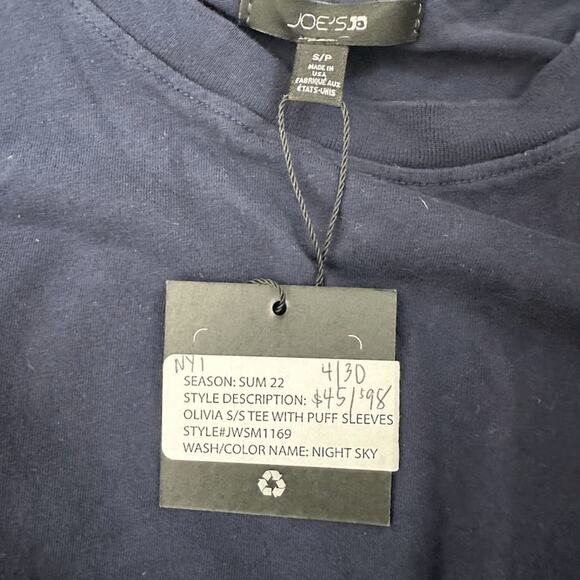 JOE'S
S/P
MADE IN
USA
FABRIQUÉ AUX
ÉTATS-UNIS
NY1
4/30
SEASON: SUM 22
STYLE DESCRIPTION: $45/$98
OLIVIA S/S TEE WITH PUFF SLEEVES
STYLE#JWSM1169
WASH/COLOR NAME: NIGHT SKY